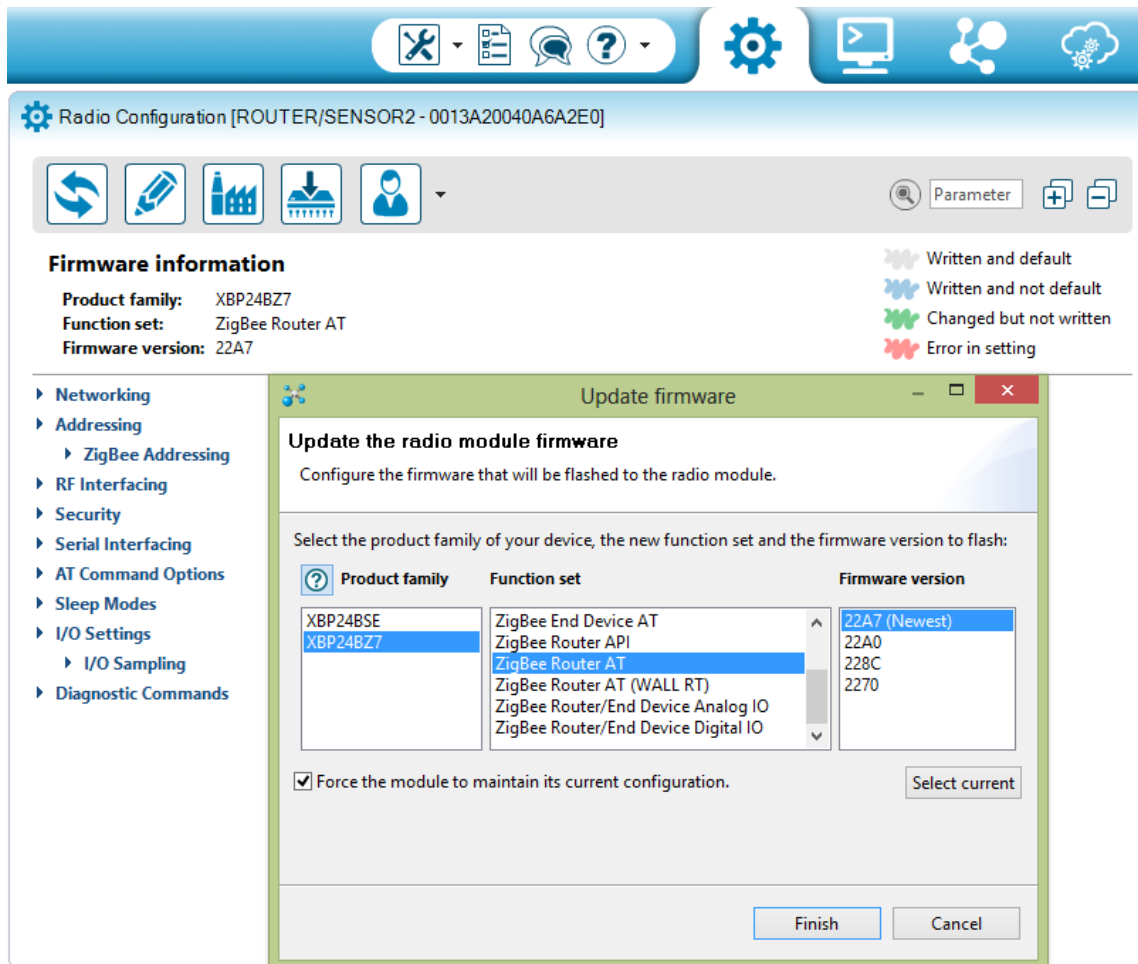 Radio Configuration [ROUTER/SENSOR2 - 0013A20040A6A2E0]
Parameter
Firmware information
Product family: XBP24BZ7
Function set: ZigBee Router AT
Firmware version: 22A7
Written and default
Written and not default
Changed but not written
Error in setting
Networking
Addressing
ZigBee Addressing
RF Interfacing
Security
Serial Interfacing
AT Command Options
Sleep Modes
I/O Settings
I/O Sampling
Diagnostic Commands
Update firmware
Update the radio module firmware
Configure the firmware that will be flashed to the radio module.
Select the product family of your device, the new function set and the firmware version to flash:
Product family
Function set
Firmware version
XBP24BSE
XBP24BZ7
ZigBee End Device AT
ZigBee Router API
ZigBee Router AT
ZigBee Router AT (WALL RT)
ZigBee Router/End Device Analog IO
ZigBee Router/End Device Digital IO
22A7 (Newest)
22A0
228C
2270
Force the module to maintain its current configuration.
Select current
Finish
Cancel